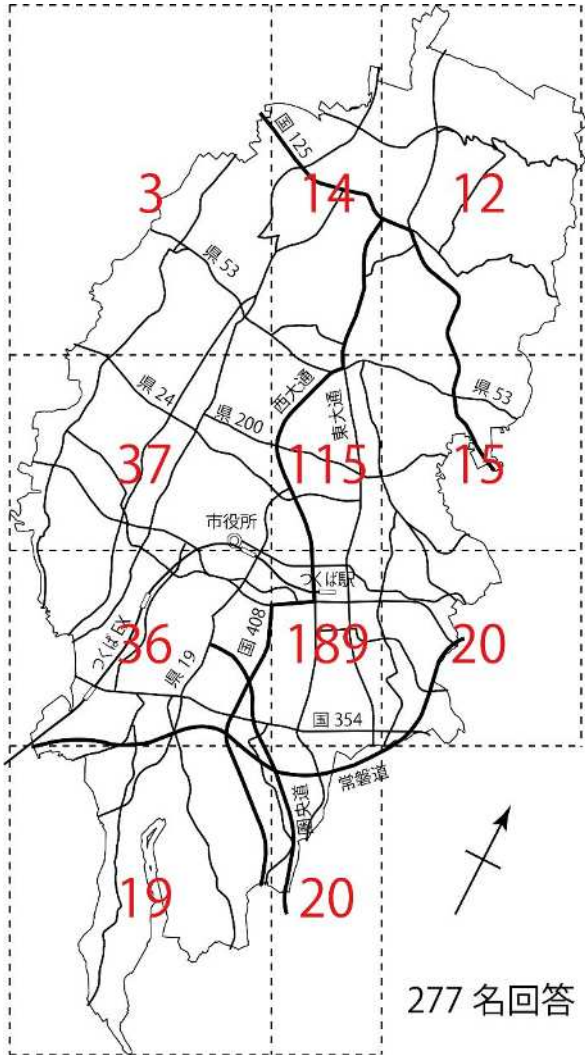 国 125
3
14
12
県 53
県 24
西大通
県 53
県 200
東大通
37
115
15
市役所
つくば駅
つくばEX
36
国 408
189
20
県 19
国 354
常磐道
圏央道
19
20
277 名回答